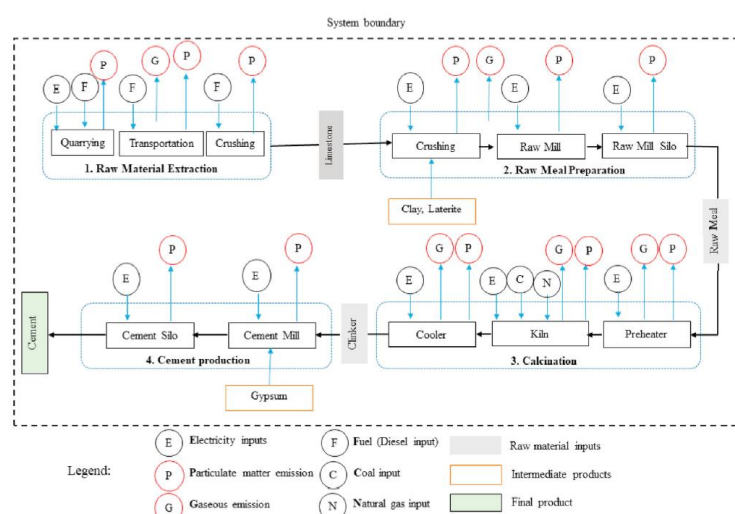 System boundary
P G P P
E F F F
Quarrying Transportation Crushing
1. Raw Material Extraction
Limestone
P G P P
E E E
Crushing Raw Mill Raw Mill Silo
2. Raw Meal Preparation
Clay, Laterite
Raw Meal
P P
E E
Cement Silo Cement Mill
4. Cement production
Gypsum
Cement
Clinker
G P G P G P
E E C N E
Cooler Kiln Preheater
3. Calcination
Legend:
E Electricity inputs
P Particulate matter emission
G Gaseous emission
F Fuel (Diesel input)
C Coal input
N Natural gas input
Raw material inputs
Intermediate products
Final product